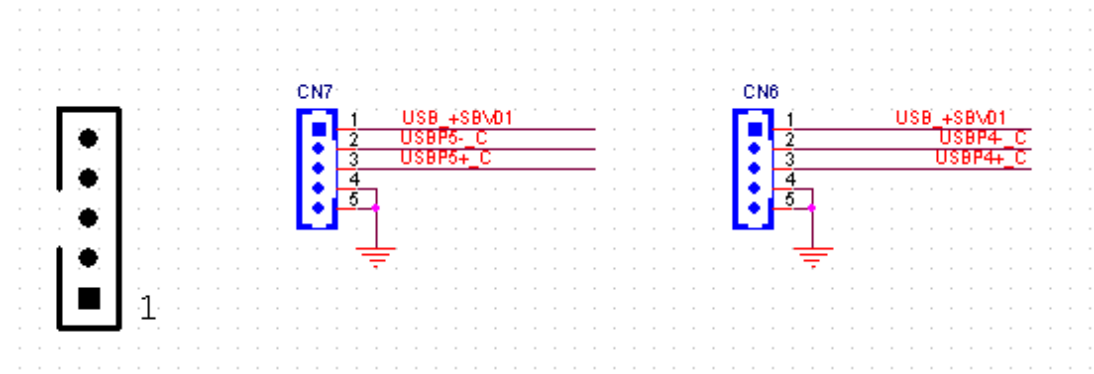 CN7
1 USB_+SBV01
2 USBP5-_C
3 USBP5+_C
4
5
CN6
1 USB_+SBV01
2 USBP4-_C
3 USBP4+_C
4
5
1